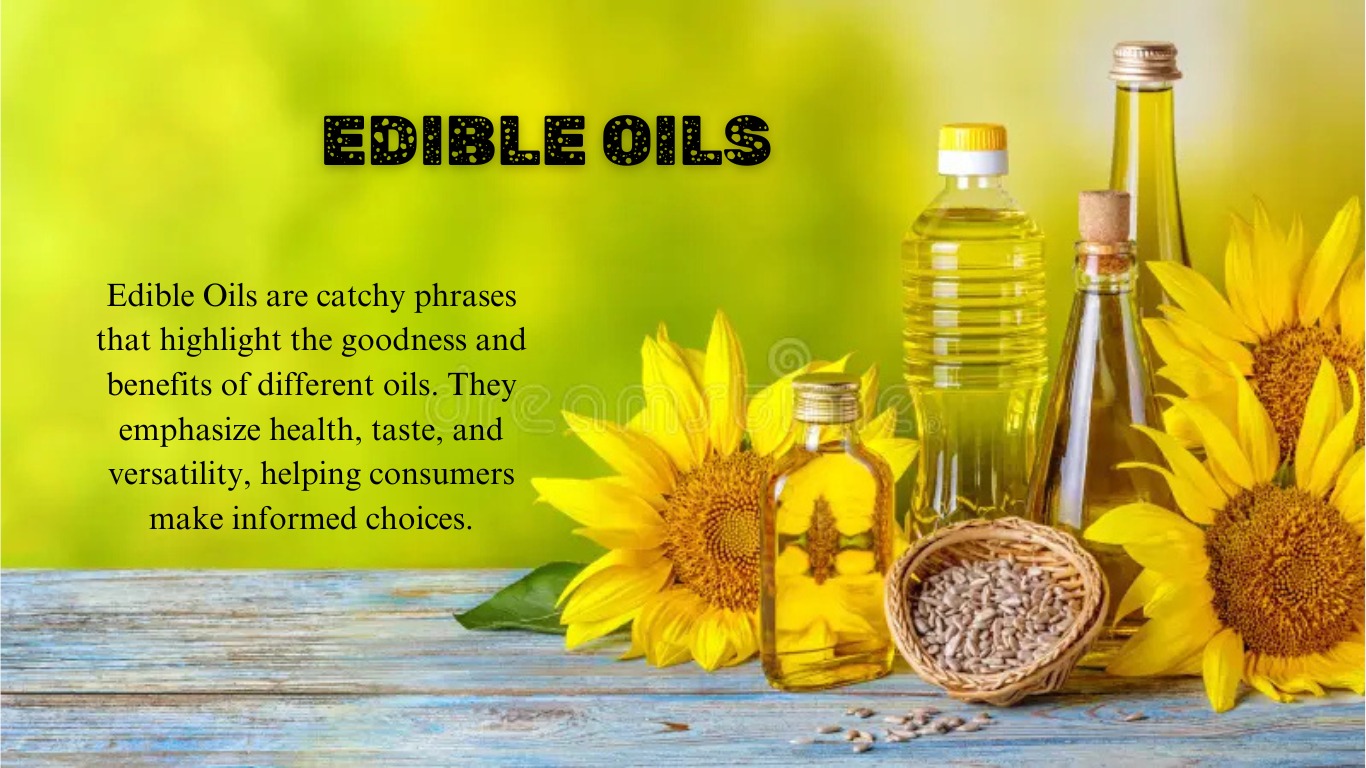 EDIBLE OILS
Edible Oils are catchy phrases
that highlight the goodness and
benefits of different oils. They
emphasize health, taste, and
versatility, helping consumers
make informed choices.
dreamstime